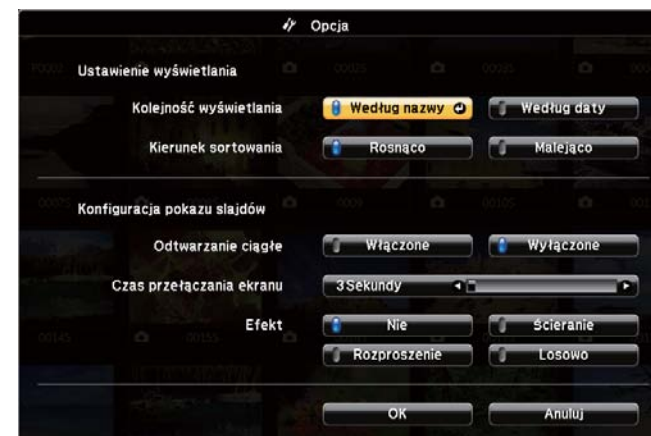 Opcja
Ustawienie wyświetlania
Kolejność wyświetlania Według nazwy Według daty
Kierunek sortowania Rosnąco Malejąco
Konfiguracja pokazu slajdów
Odtwarzanie ciągłe Włączone Wyłączone
Czas przełączania ekranu 3Sekundy
Efekt Nie Ścieranie
Rozproszenie Losowo
OK Anuluj